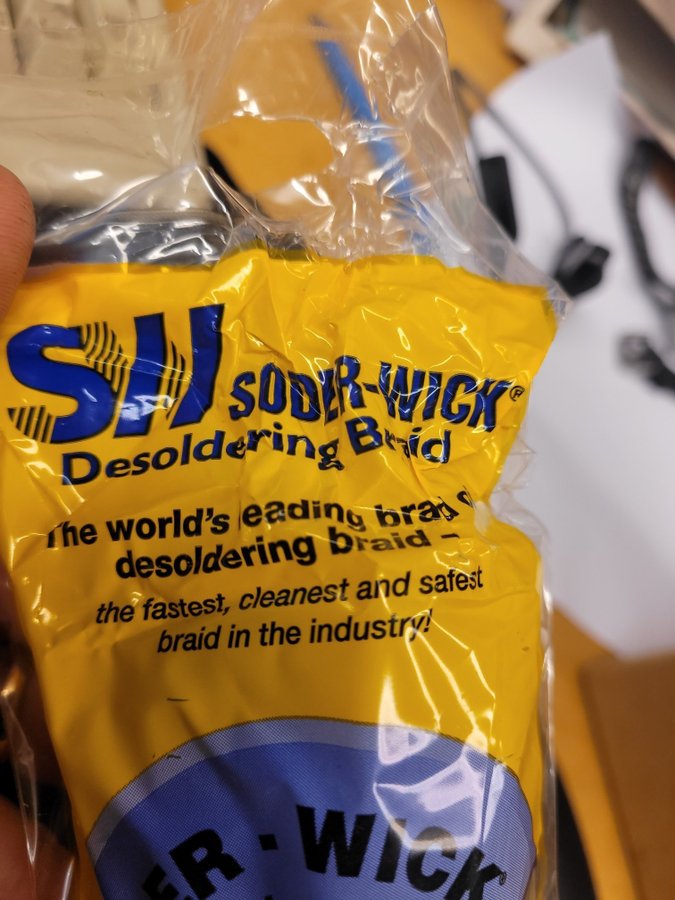 SW SODER-WICK®
Desoldering Braid
The world's leading brand of
desoldering braid –
the fastest, cleanest and safest
braid in the industry!
ER · WICK®